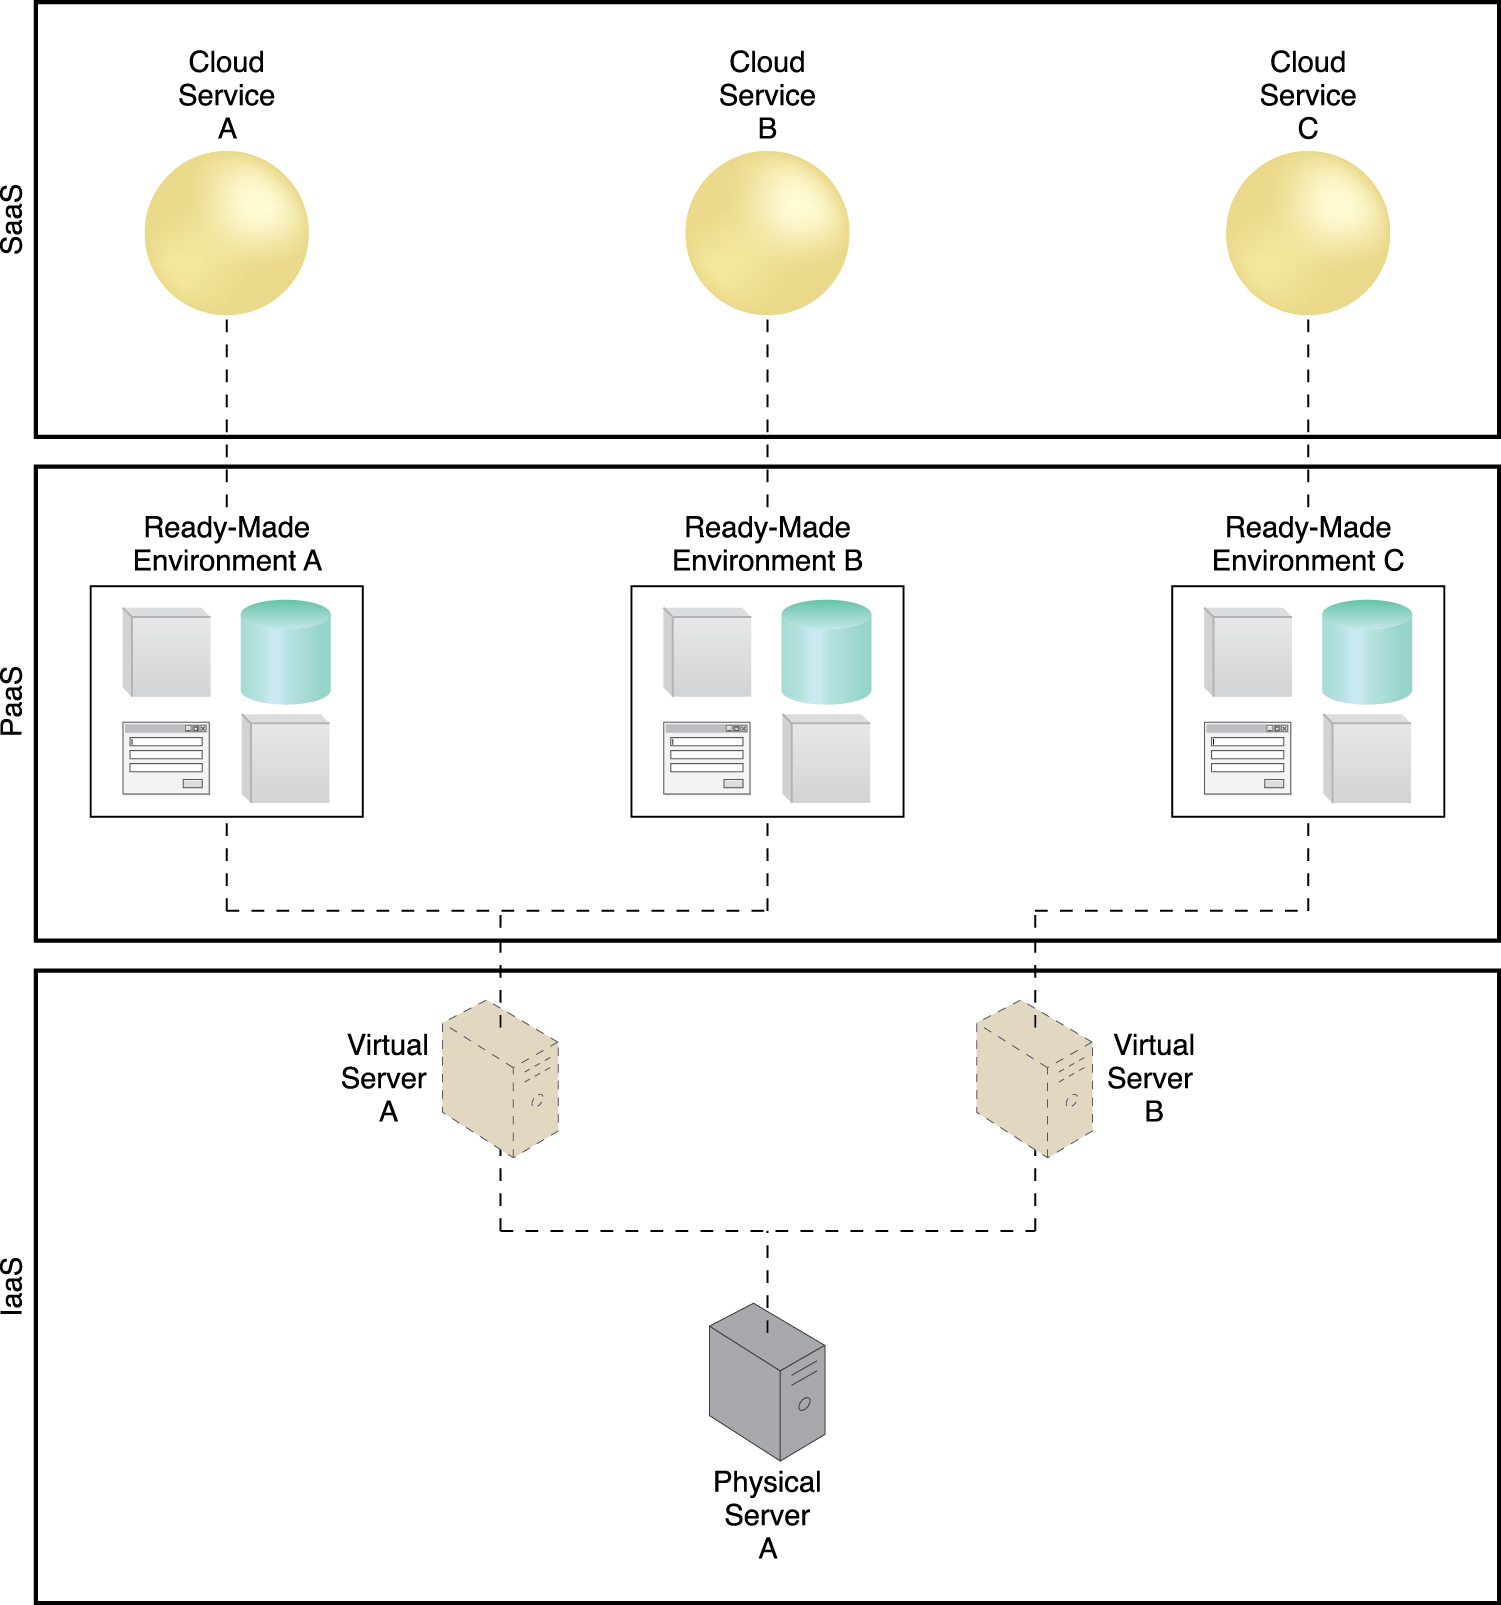 Cloud
Service
A
Cloud
Service
B
Cloud
Service
C
SaaS
Ready-Made
Environment A
Ready-Made
Environment B
Ready-Made
Environment C
PaaS
Virtual
Server
A
Virtual
Server
B
IaaS
Physical
Server
A